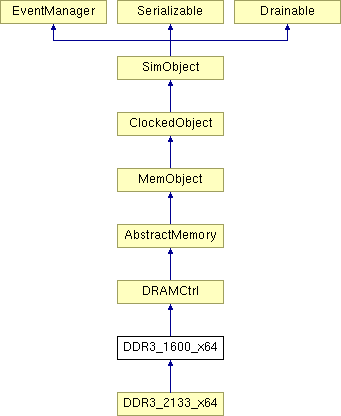 EventManager Serializable Drainable
SimObject
ClockedObject
MemObject
AbstractMemory
DRAMCtrl
DDR3_1600_x64
DDR3_2133_x64